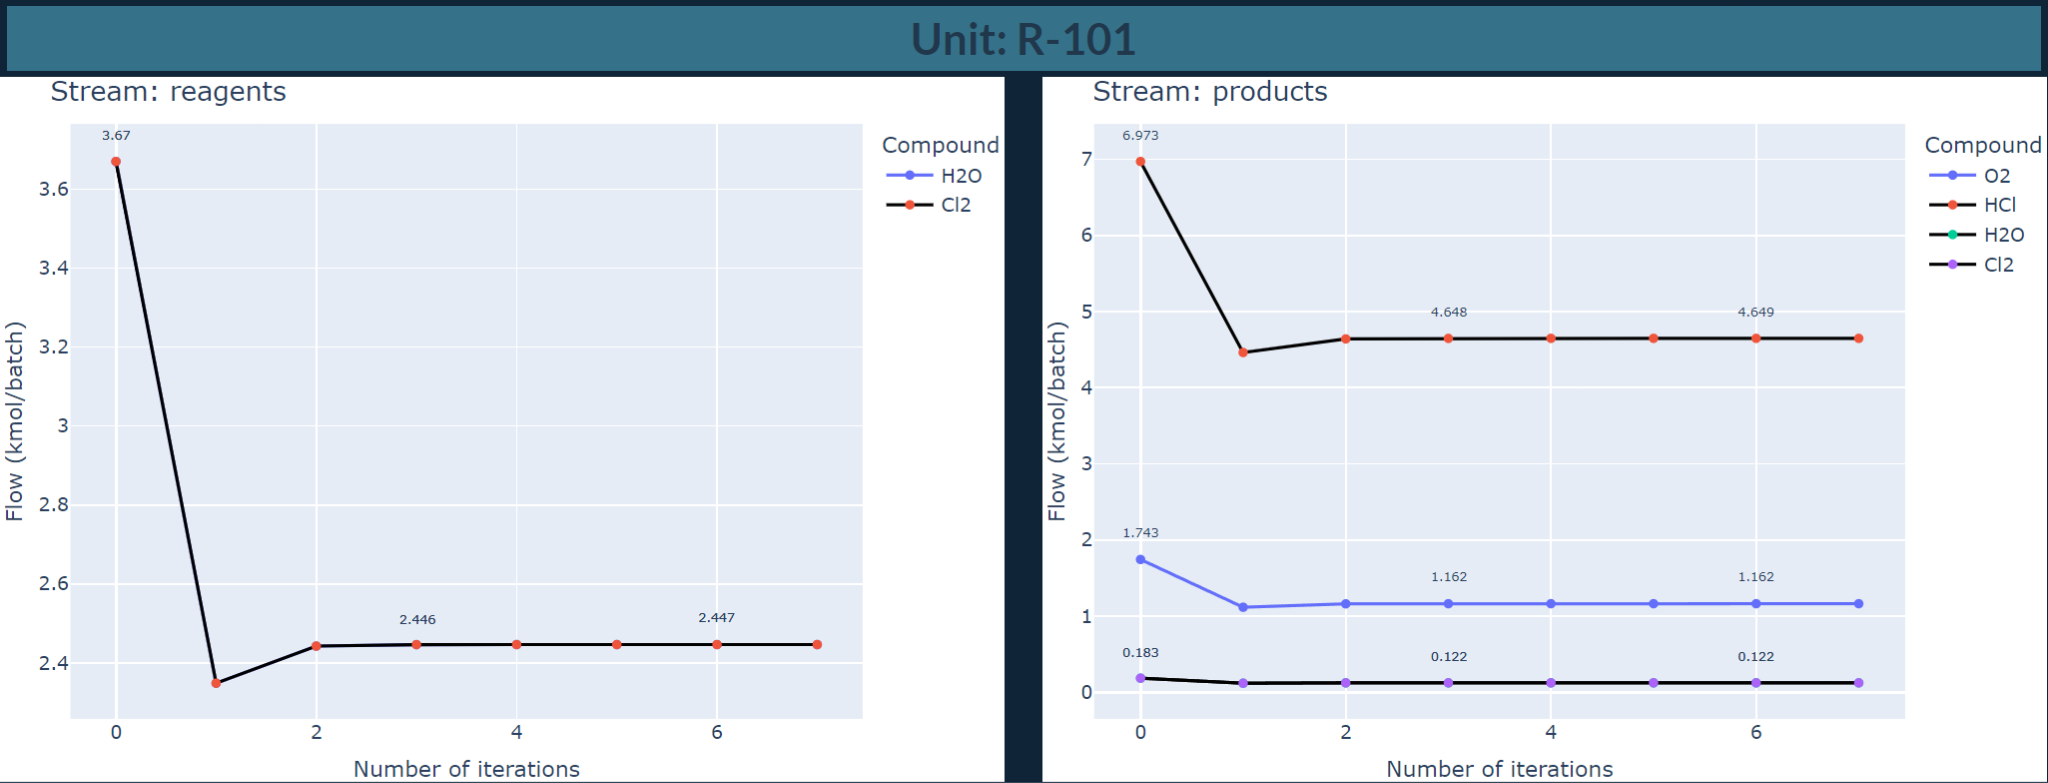 Unit: R-101
Stream: reagents
3.67
3.6
3.4
3.2
3
2.8
2.6
2.4
2.446
2.447
0
2
4
6
Number of iterations
Flow (kmol/batch)
Compound
H2O
Cl2
Stream: products
6.973
7
6
5
4
3
2
1
0
4.648
4.649
1.743
1.162
1.162
0.183
0.122
0.122
0
2
4
6
Number of iterations
Flow (kmol/batch)
Compound
O2
HCl
H2O
Cl2